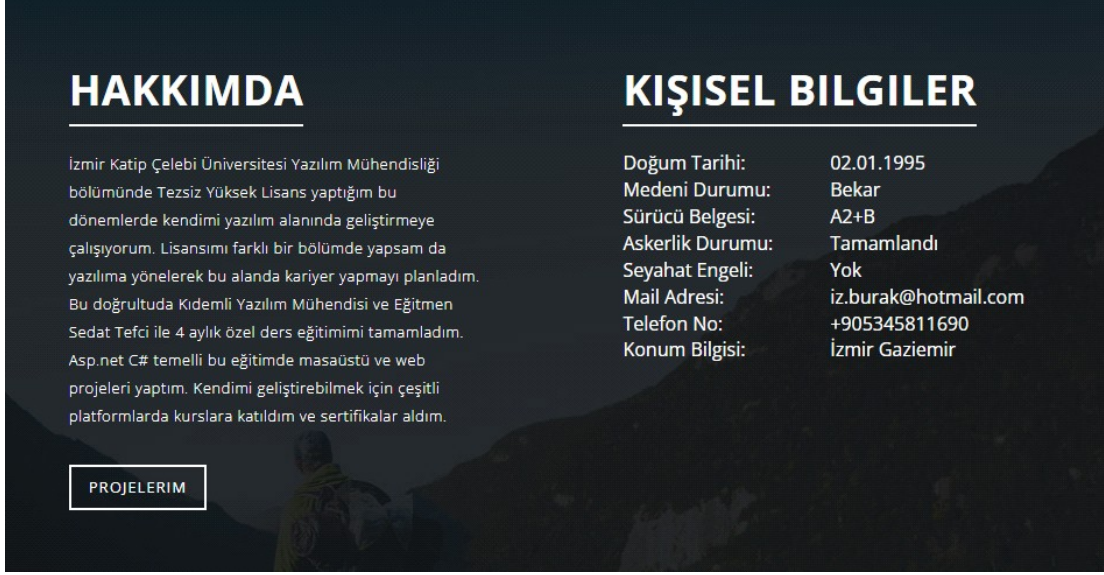 HAKKIMDA
İzmir Katip Çelebi Üniversitesi Yazılım Mühendisliği
bölümünde Tezsiz Yüksek Lisans yaptığım bu
dönemlerde kendimi yazılım alanında geliştirmeye
çalışıyorum. Lisansımı farklı bir bölümde yapsam da
yazılıma yönelerek bu alanda kariyer yapmayı planladım.
Bu doğrultuda Kıdemli Yazılım Mühendisi ve Eğitmen
Sedat Tefci ile 4 aylık özel ders eğitimimi tamamladım.
Asp.net C# temelli bu eğitimde masaüstü ve web
projeleri yaptım. Kendimi geliştirebilmek için çeşitli
platformlarda kurslara katıldım ve sertifikalar aldım.
PROJELERIM
KIŞISEL BILGILER
Doğum Tarihi: 02.01.1995
Medeni Durumu: Bekar
Sürücü Belgesi: A2+B
Askerlik Durumu: Tamamlandı
Seyahat Engeli: Yok
Mail Adresi: iz.burak@hotmail.com
Telefon No: +905345811690
Konum Bilgisi: İzmir Gaziemir